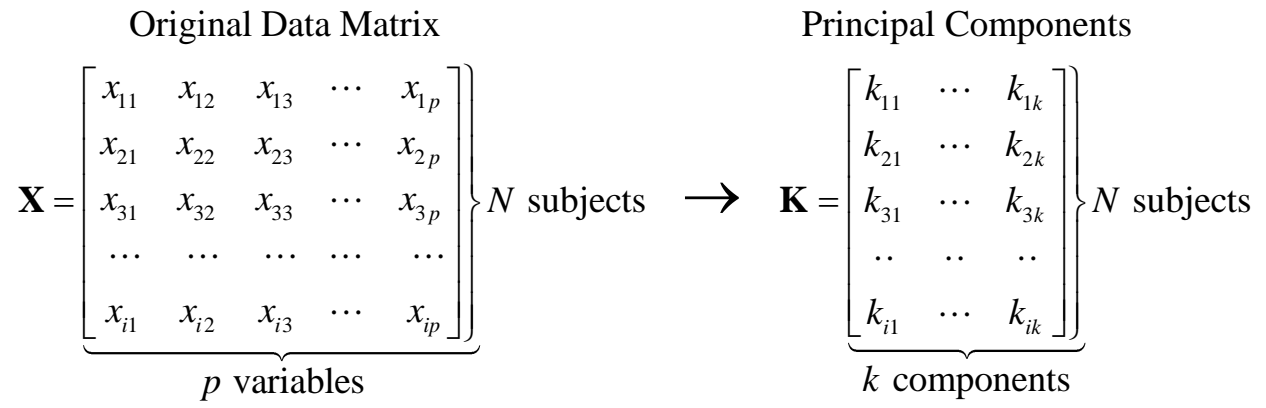 Original Data Matrix Principal Components
x₁₁ x₁₂ x₁₃ ⋯ x₁ₚ k₁₁ ⋯ k₁ₖ
x₂₁ x₂₂ x₂₃ ⋯ x₂ₚ k₂₁ ⋯ k₂ₖ
X = x₃₁ x₃₂ x₃₃ ⋯ x₃ₚ } N subjects → K = k₃₁ ⋯ k₃ₖ } N subjects
⋯ ⋯ ⋯ ⋯ ⋯ ·· ·· ··
xᵢ₁ xᵢ₂ xᵢ₃ ⋯ xᵢₚ kᵢ₁ ⋯ kᵢₖ
p variables k components